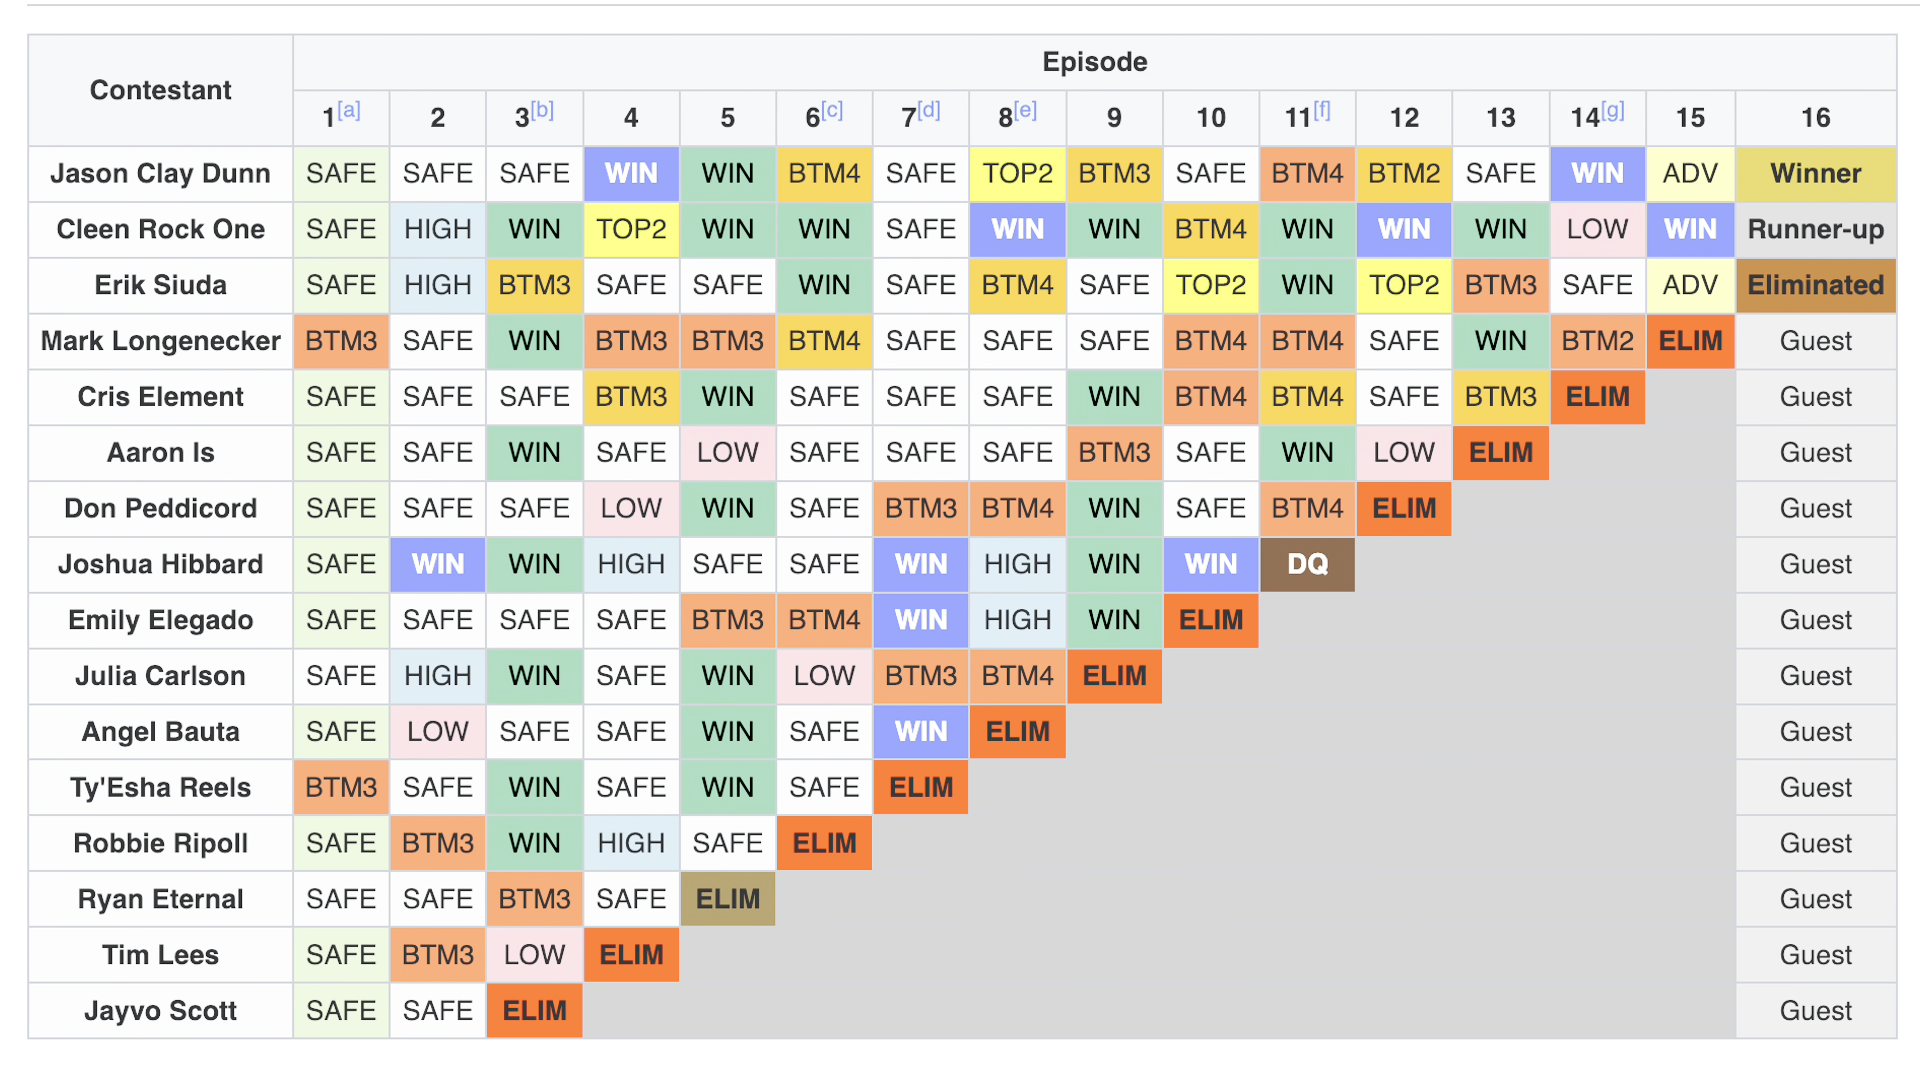 Contestant Episode
1[a] 2 3[b] 4 5 6[c] 7[d] 8[e] 9 10 11[f] 12 13 14[g] 15 16
Jason Clay Dunn SAFE SAFE SAFE WIN WIN BTM4 SAFE TOP2 BTM3 SAFE BTM4 BTM2 SAFE WIN ADV Winner
Cleen Rock One SAFE HIGH WIN TOP2 WIN WIN SAFE WIN WIN BTM4 WIN WIN WIN LOW WIN Runner-up
Erik Siuda SAFE HIGH BTM3 SAFE SAFE WIN SAFE BTM4 SAFE TOP2 WIN TOP2 BTM3 SAFE ADV Eliminated
Mark Longenecker BTM3 SAFE WIN BTM3 BTM3 BTM4 SAFE SAFE SAFE BTM4 BTM4 SAFE WIN BTM2 ELIM Guest
Cris Element SAFE SAFE SAFE BTM3 WIN SAFE SAFE SAFE WIN BTM4 BTM4 SAFE BTM3 ELIM Guest
Aaron Is SAFE SAFE WIN SAFE LOW SAFE SAFE SAFE BTM3 SAFE WIN LOW ELIM Guest
Don Peddicord SAFE SAFE SAFE LOW WIN SAFE BTM3 BTM4 WIN SAFE BTM4 ELIM Guest
Joshua Hibbard SAFE WIN WIN HIGH SAFE SAFE WIN HIGH WIN WIN DQ Guest
Emily Elegado SAFE SAFE SAFE SAFE BTM3 BTM4 WIN HIGH WIN ELIM Guest
Julia Carlson SAFE HIGH WIN SAFE WIN LOW BTM3 BTM4 ELIM Guest
Angel Bauta SAFE LOW SAFE SAFE WIN SAFE WIN ELIM Guest
Ty'Esha Reels BTM3 SAFE WIN SAFE WIN SAFE ELIM Guest
Robbie Ripoll SAFE BTM3 WIN HIGH SAFE ELIM Guest
Ryan Eternal SAFE SAFE BTM3 SAFE ELIM Guest
Tim Lees SAFE BTM3 LOW ELIM Guest
Jayvo Scott SAFE SAFE ELIM Guest